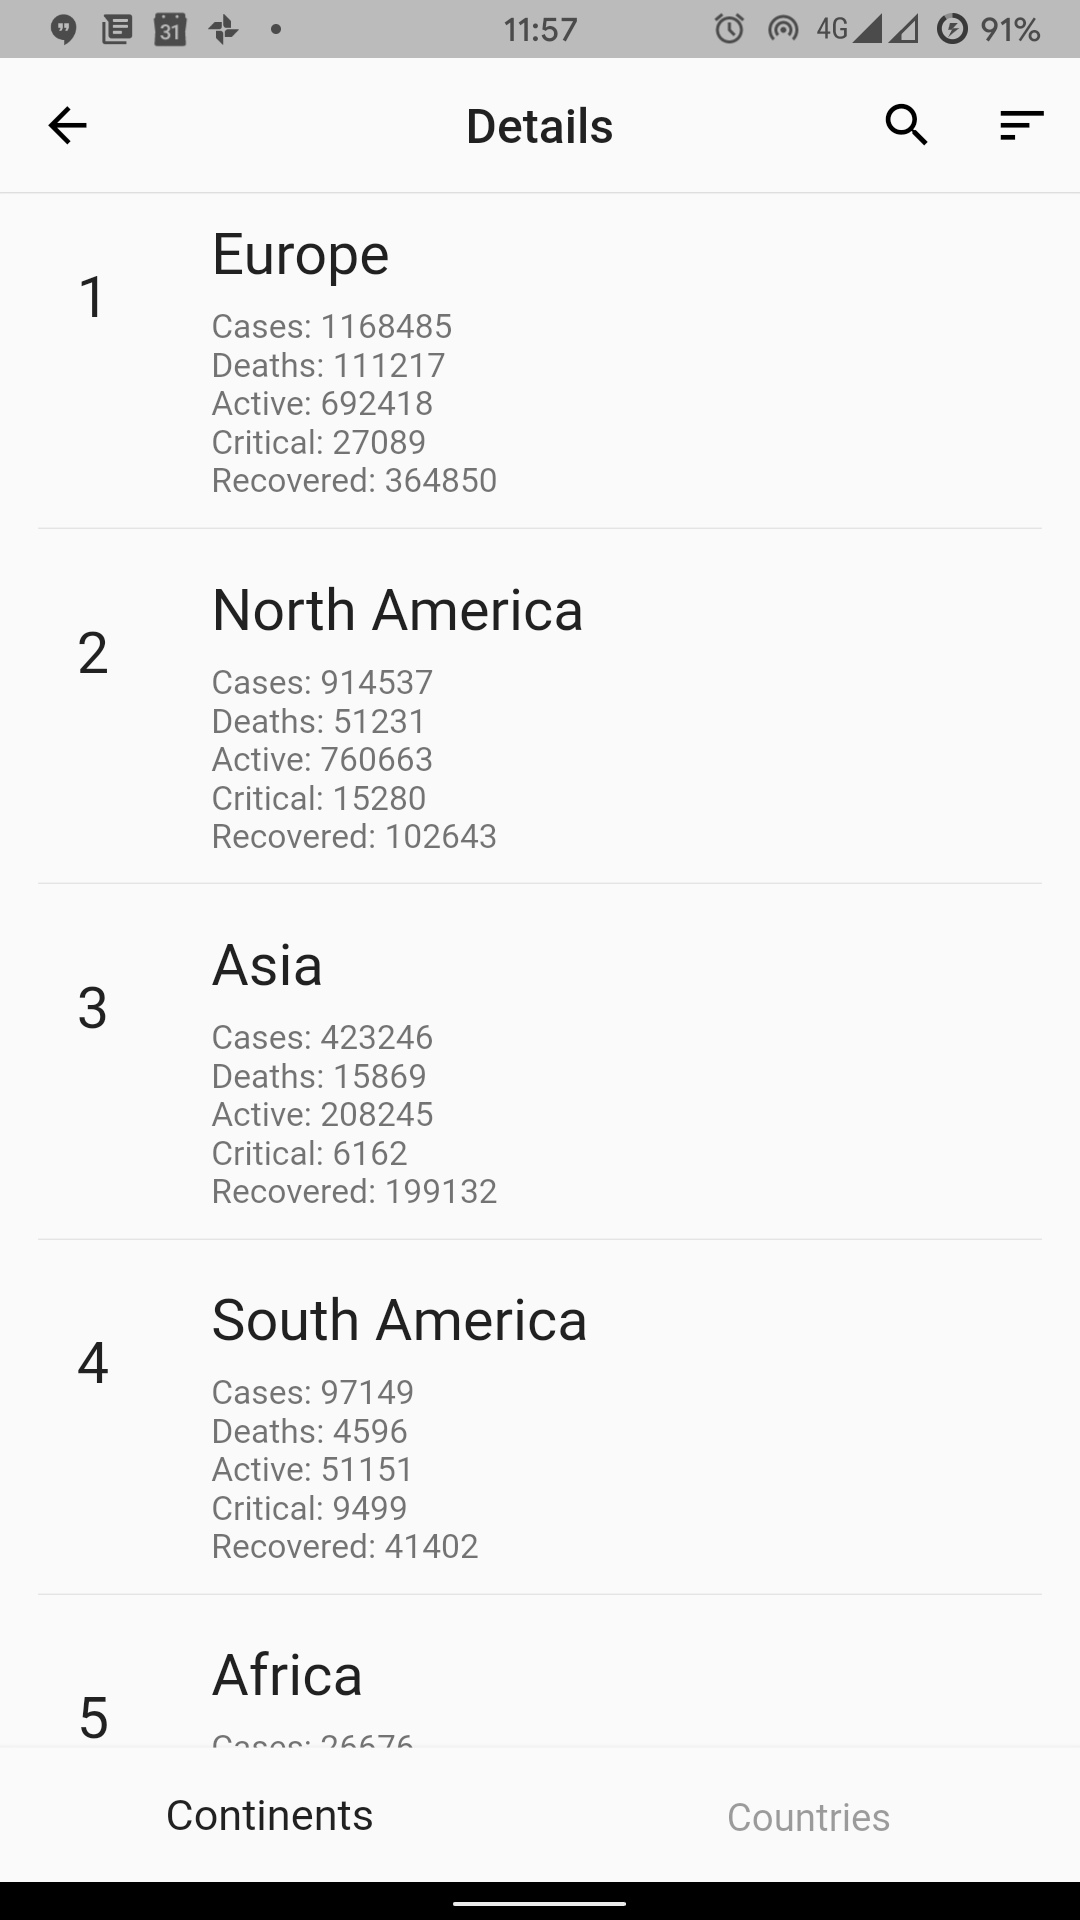 31 11:57 4G 91%
Details
1
Europe
Cases: 1168485
Deaths: 111217
Active: 692418
Critical: 27089
Recovered: 364850
2
North America
Cases: 914537
Deaths: 51231
Active: 760663
Critical: 15280
Recovered: 102643
3
Asia
Cases: 423246
Deaths: 15869
Active: 208245
Critical: 6162
Recovered: 199132
4
South America
Cases: 97149
Deaths: 4596
Active: 51151
Critical: 9499
Recovered: 41402
5
Africa
Cases: 26676
Continents Countries